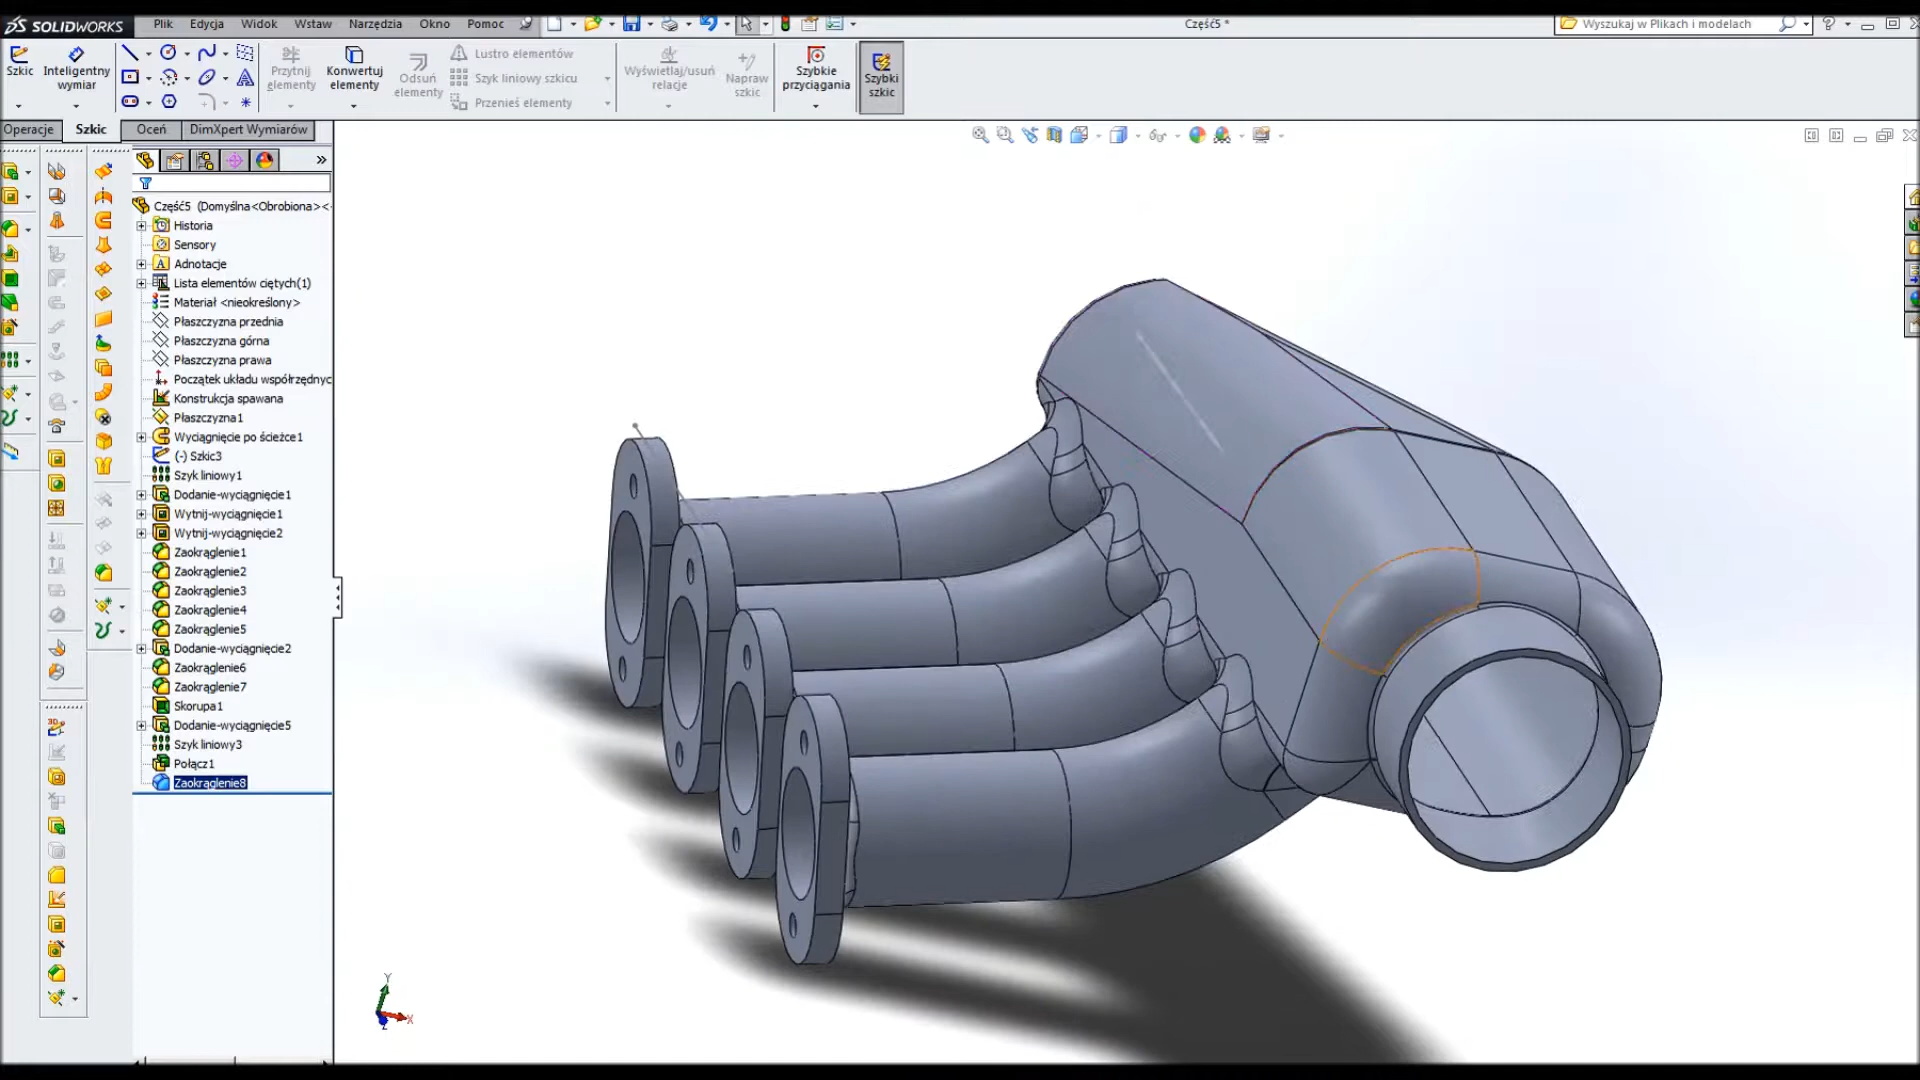 SOLIDWORKS Plik Edycja Widok Wstaw Narzędzia Okno Pomoc Część5 * Wyszukaj w Plikach i modelach
Szkic
Inteligentny wymiar
Przytnij elementy
Konwertuj elementy
Odsuń elementy
Lustro elementów
Szyk liniowy szkicu
Przenieś elementy
Wyświetlaj/usuń relacje
Napraw szkic
Szybkie przyciągania
Szybki szkic
Operacje Szkic Oceń DimXpert Wymiarów
Część5 (Domyślna<Obrobiona><
Historia
Sensory
Adnotacje
Lista elementów ciętych(1)
Materiał <nieokreślony>
Płaszczyzna przednia
Płaszczyzna górna
Płaszczyzna prawa
Początek układu współrzędnyc
Konstrukcja spawana
Płaszczyzna1
Wyciągnięcie po ścieżce1
(-) Szkic3
Szyk liniowy1
Dodanie-wyciągnięcie1
Wytnij-wyciągnięcie1
Wytnij-wyciągnięcie2
Zaokrąglenie1
Zaokrąglenie2
Zaokrąglenie3
Zaokrąglenie4
Zaokrąglenie5
Dodanie-wyciągnięcie2
Zaokrąglenie6
Zaokrąglenie7
Skorupa1
Dodanie-wyciągnięcie5
Szyk liniowy3
Połącz1
Zaokrąglenie8
Y
X
Z